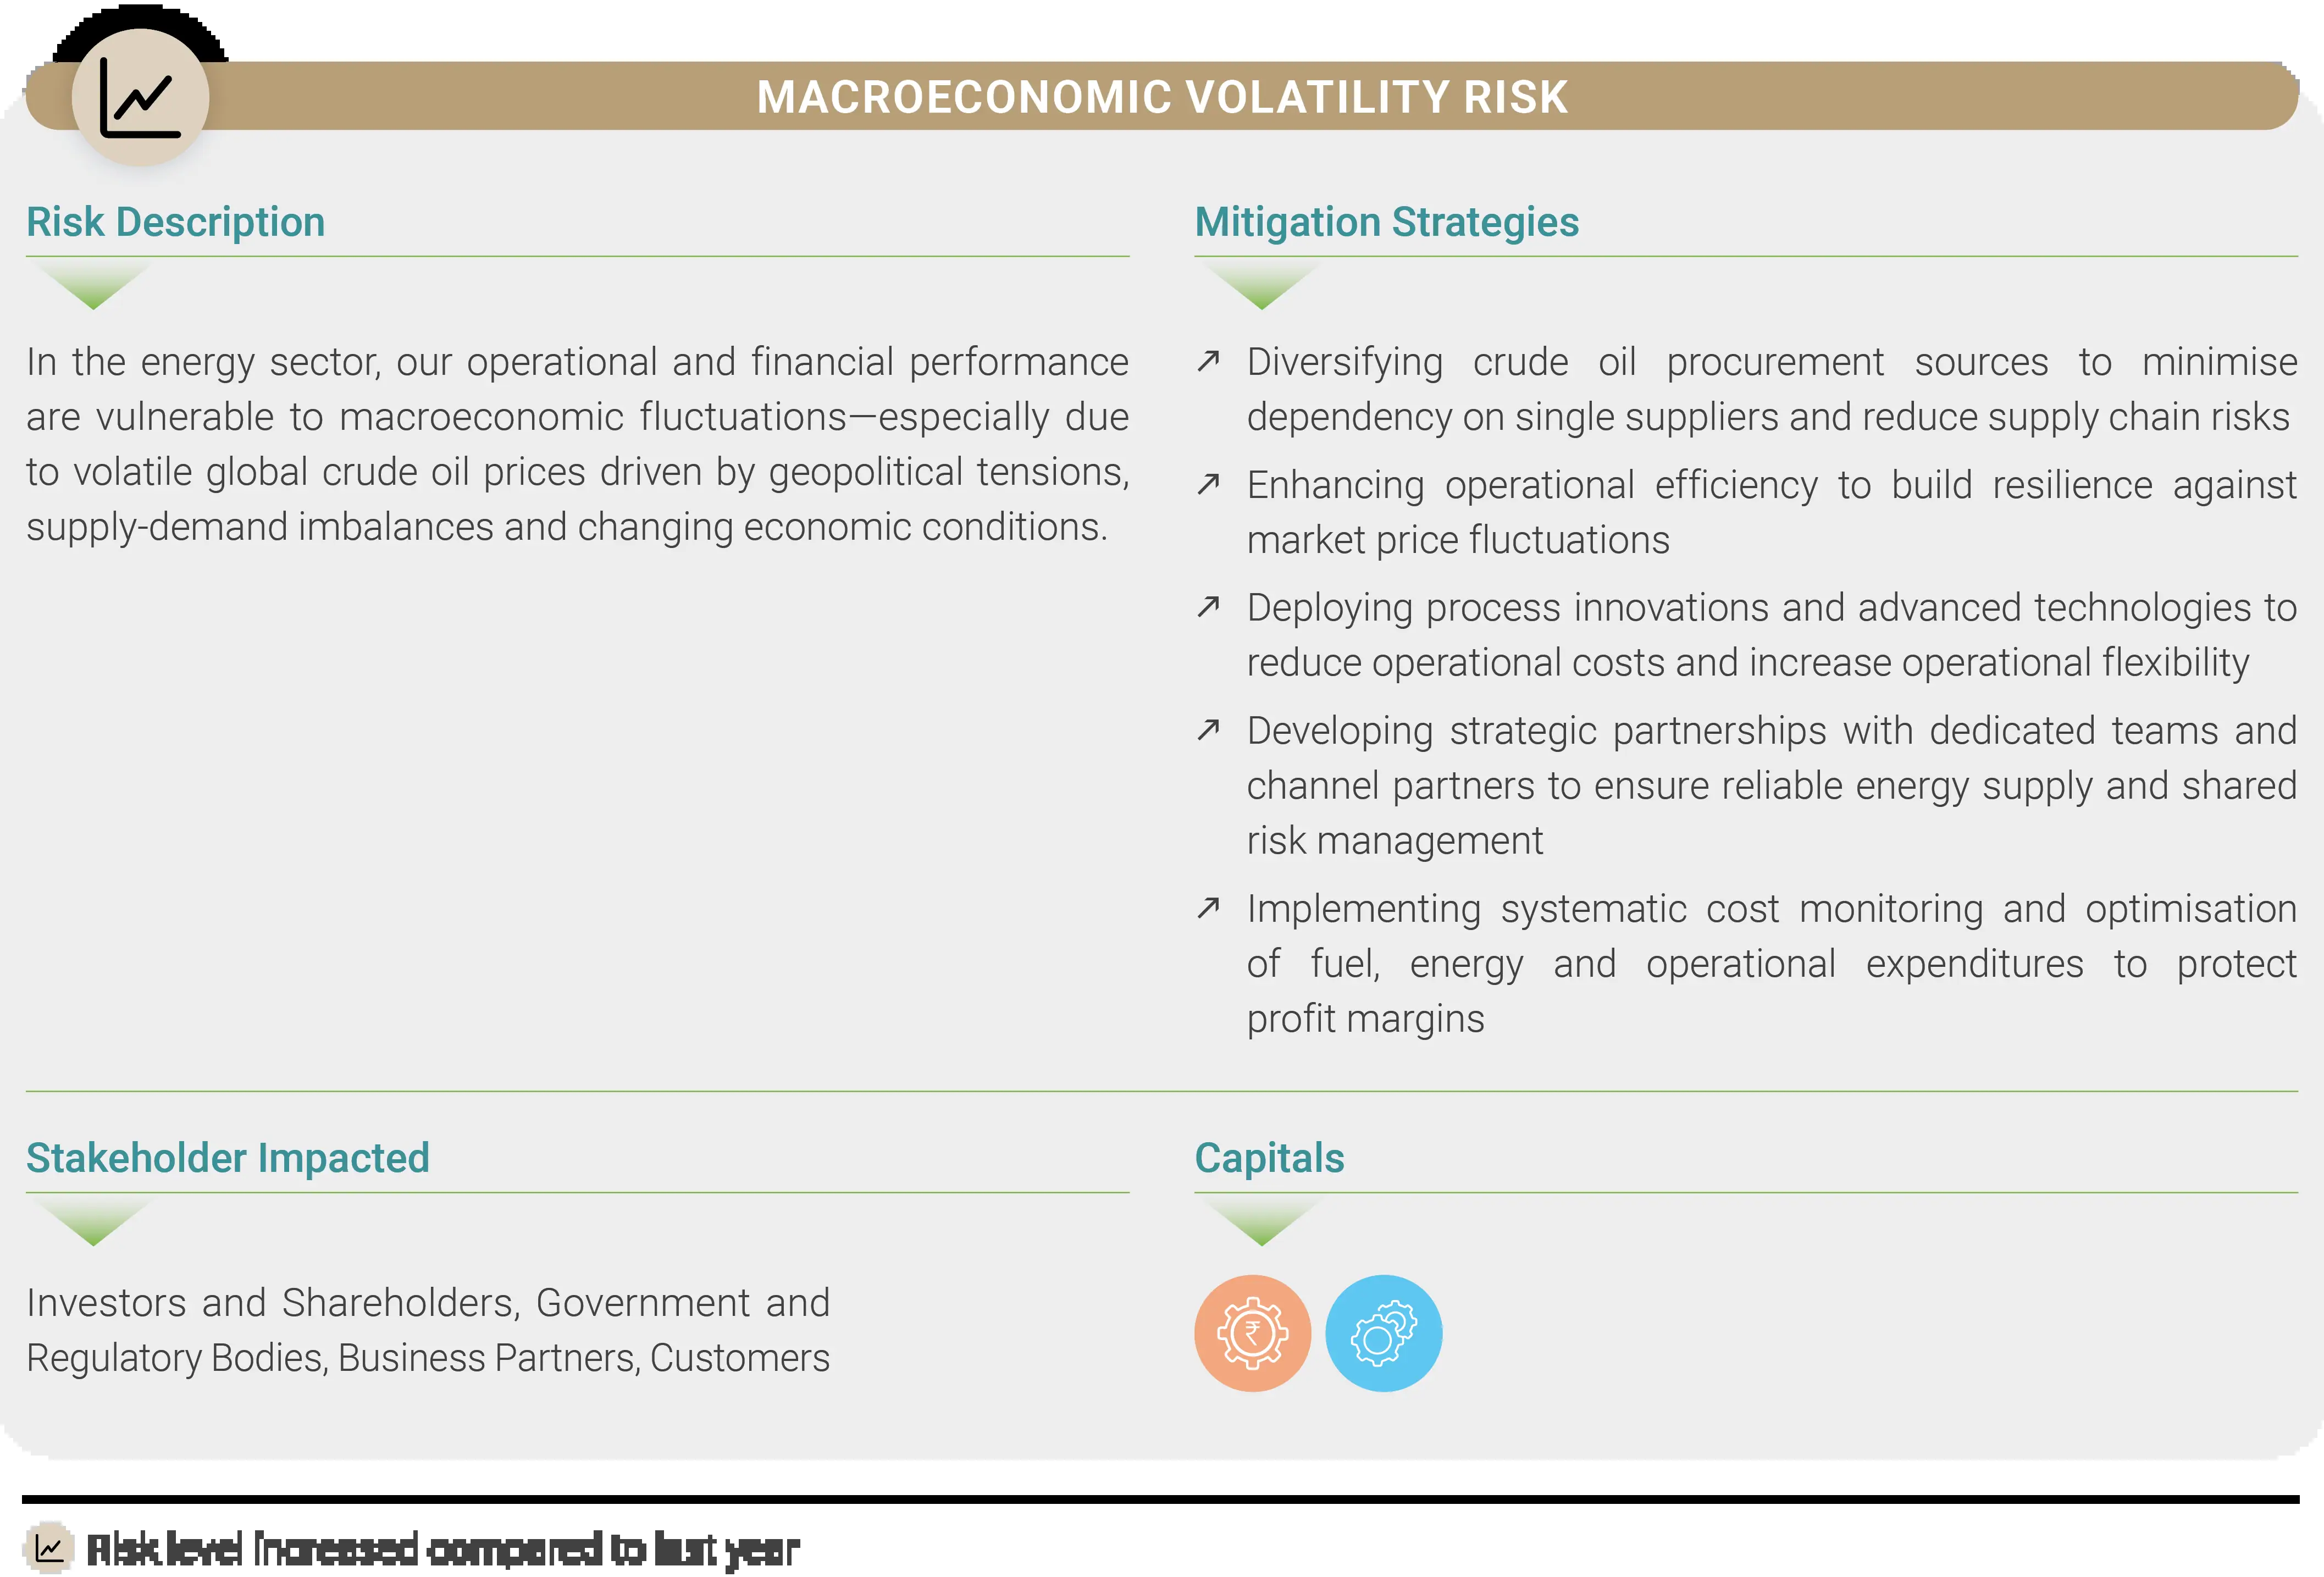 MACROECONOMIC VOLATILITY RISK
Risk Description
In the energy sector, our operational and financial performance
are vulnerable to macroeconomic fluctuations—especially due
to volatile global crude oil prices driven by geopolitical tensions,
supply-demand imbalances and changing economic conditions.
Mitigation Strategies
Diversifying crude oil procurement sources to minimise
dependency on single suppliers and reduce supply chain risks
Enhancing operational efficiency to build resilience against
market price fluctuations
Deploying process innovations and advanced technologies to
reduce operational costs and increase operational flexibility
Developing strategic partnerships with dedicated teams and
channel partners to ensure reliable energy supply and shared
risk management
Implementing systematic cost monitoring and optimisation
of fuel, energy and operational expenditures to protect
profit margins
Stakeholder Impacted
Investors and Shareholders, Government and
Regulatory Bodies, Business Partners, Customers
Capitals
₹
Risk level increased compared to last year